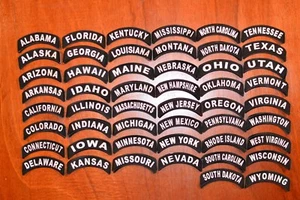 ALABAMA
ALASKA
ARIZONA
ARKANSAS
CALIFORNIA
COLORADO
CONNECTICUT
DELAWARE
FLORIDA
GEORGIA
HAWAII
IDAHO
ILLINOIS
INDIANA
IOWA
KANSAS
KENTUCKY
LOUISIANA
MAINE
MARYLAND
MASSACHUSETTS
MICHIGAN
MINNESOTA
MISSOURI
MISSISSIPPI
MONTANA
NEBRASKA
NEW HAMPSHIRE
NEW JERSEY
NEW MEXICO
NEW YORK
NEVADA
NORTH CAROLINA
NORTH DAKOTA
OHIO
OKLAHOMA
OREGON
PENNSYLVANIA
RHODE ISLAND
SOUTH CAROLINA
SOUTH DAKOTA
TENNESSEE
TEXAS
UTAH
VERMONT
VIRGINIA
WASHINGTON
WEST VIRGINIA
WISCONSIN
WYOMING